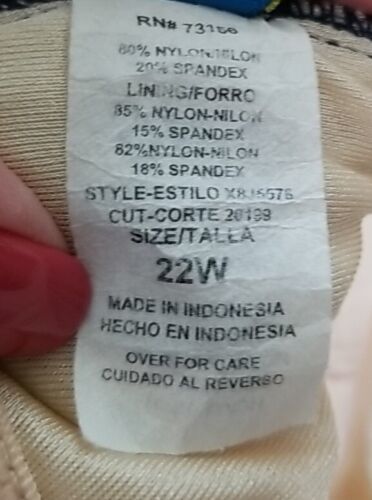 RN# 73166
80% NYLON-NILON
20% SPANDEX
LINING/FORRO
85% NYLON-NILON
15% SPANDEX
82%NYLON-NILON
18% SPANDEX
STYLE-ESTILO
CUT-CORTE
SIZE/TALLA
22W
MADE IN INDONESIA
HECHO EN INDONESIA
OVER FOR CARE
CUIDADO AL REVERSO